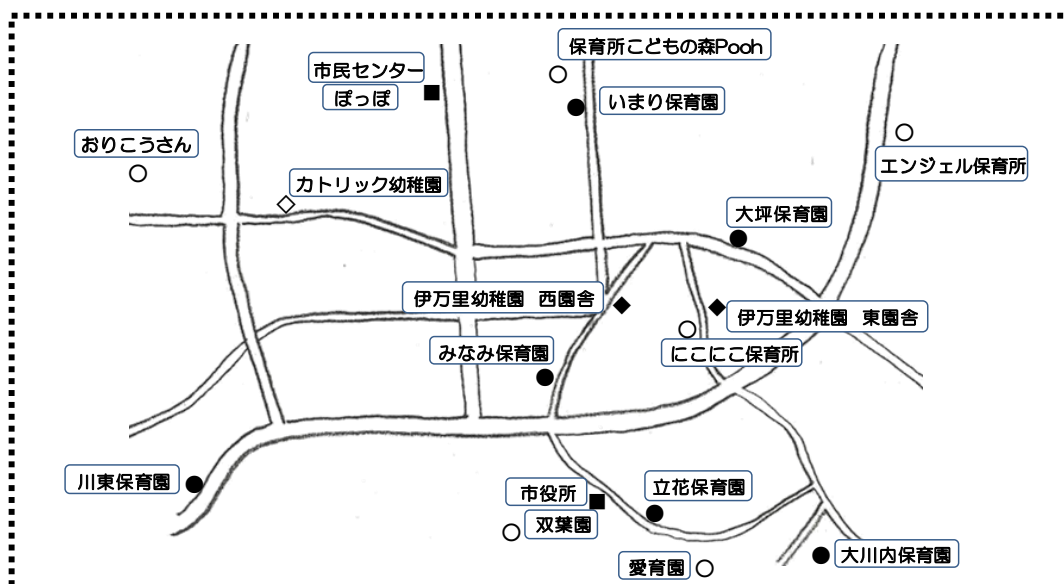 保育所こどもの森Pooh
市民センター
ぽっぽ
いまり保育園
おりこうさん
エンジェル保育所
カトリック幼稚園
大坪保育園
伊万里幼稚園　西園舎
伊万里幼稚園　東園舎
みなみ保育園
にこにこ保育所
川東保育園
市役所
立花保育園
双葉園
大川内保育園
愛育園